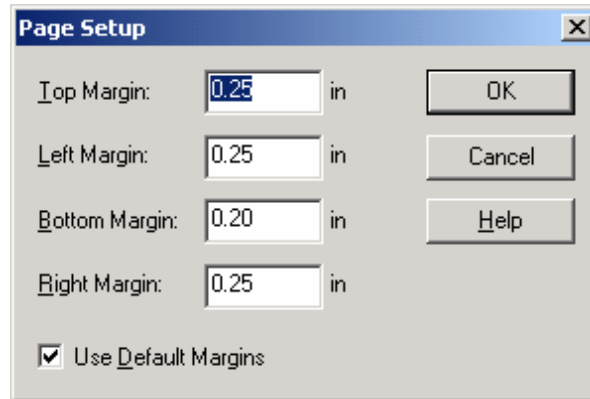 Page Setup
Top Margin: 0.25 in OK
Left Margin: 0.25 in Cancel
Bottom Margin: 0.20 in Help
Right Margin: 0.25 in
Use Default Margins